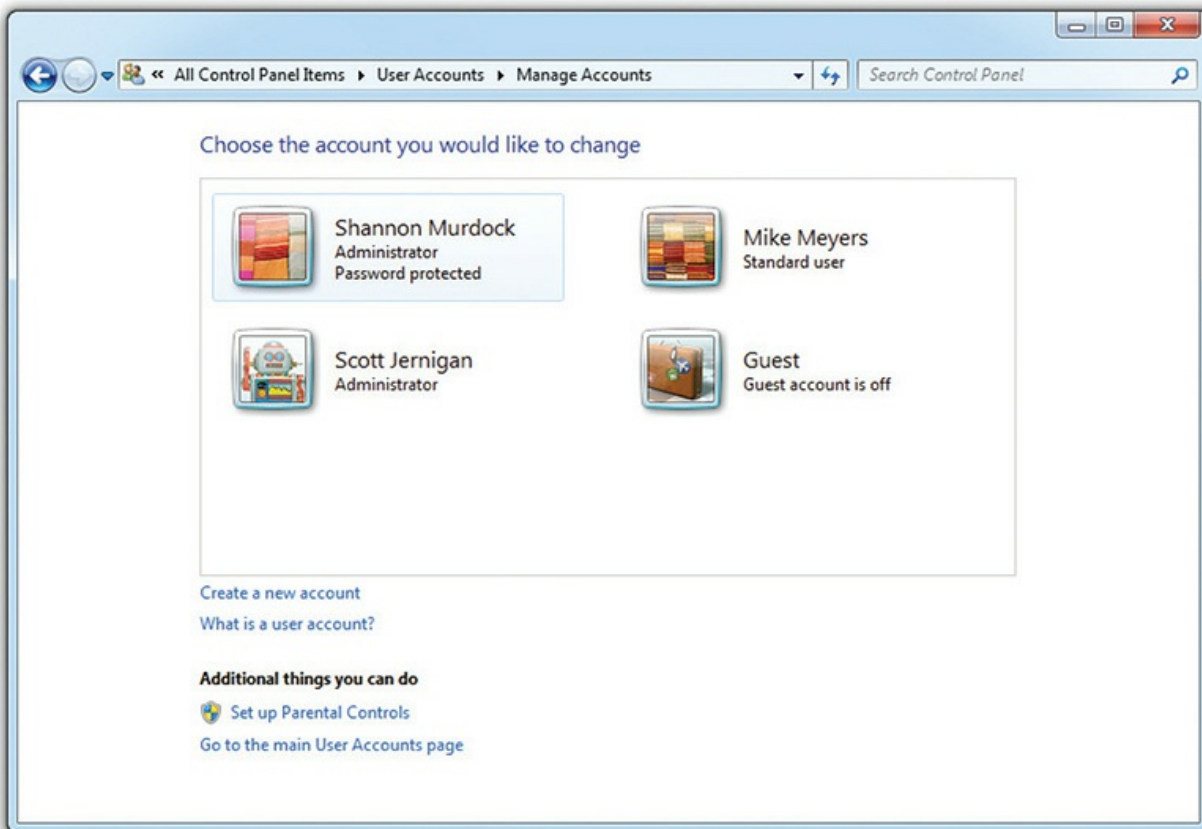 « All Control Panel Items ▸ User Accounts ▸ Manage Accounts
Search Control Panel
Choose the account you would like to change
Shannon Murdock
Administrator
Password protected
Mike Meyers
Standard user
Scott Jernigan
Administrator
Guest
Guest account is off
Create a new account
What is a user account?
Additional things you can do
Set up Parental Controls
Go to the main User Accounts page